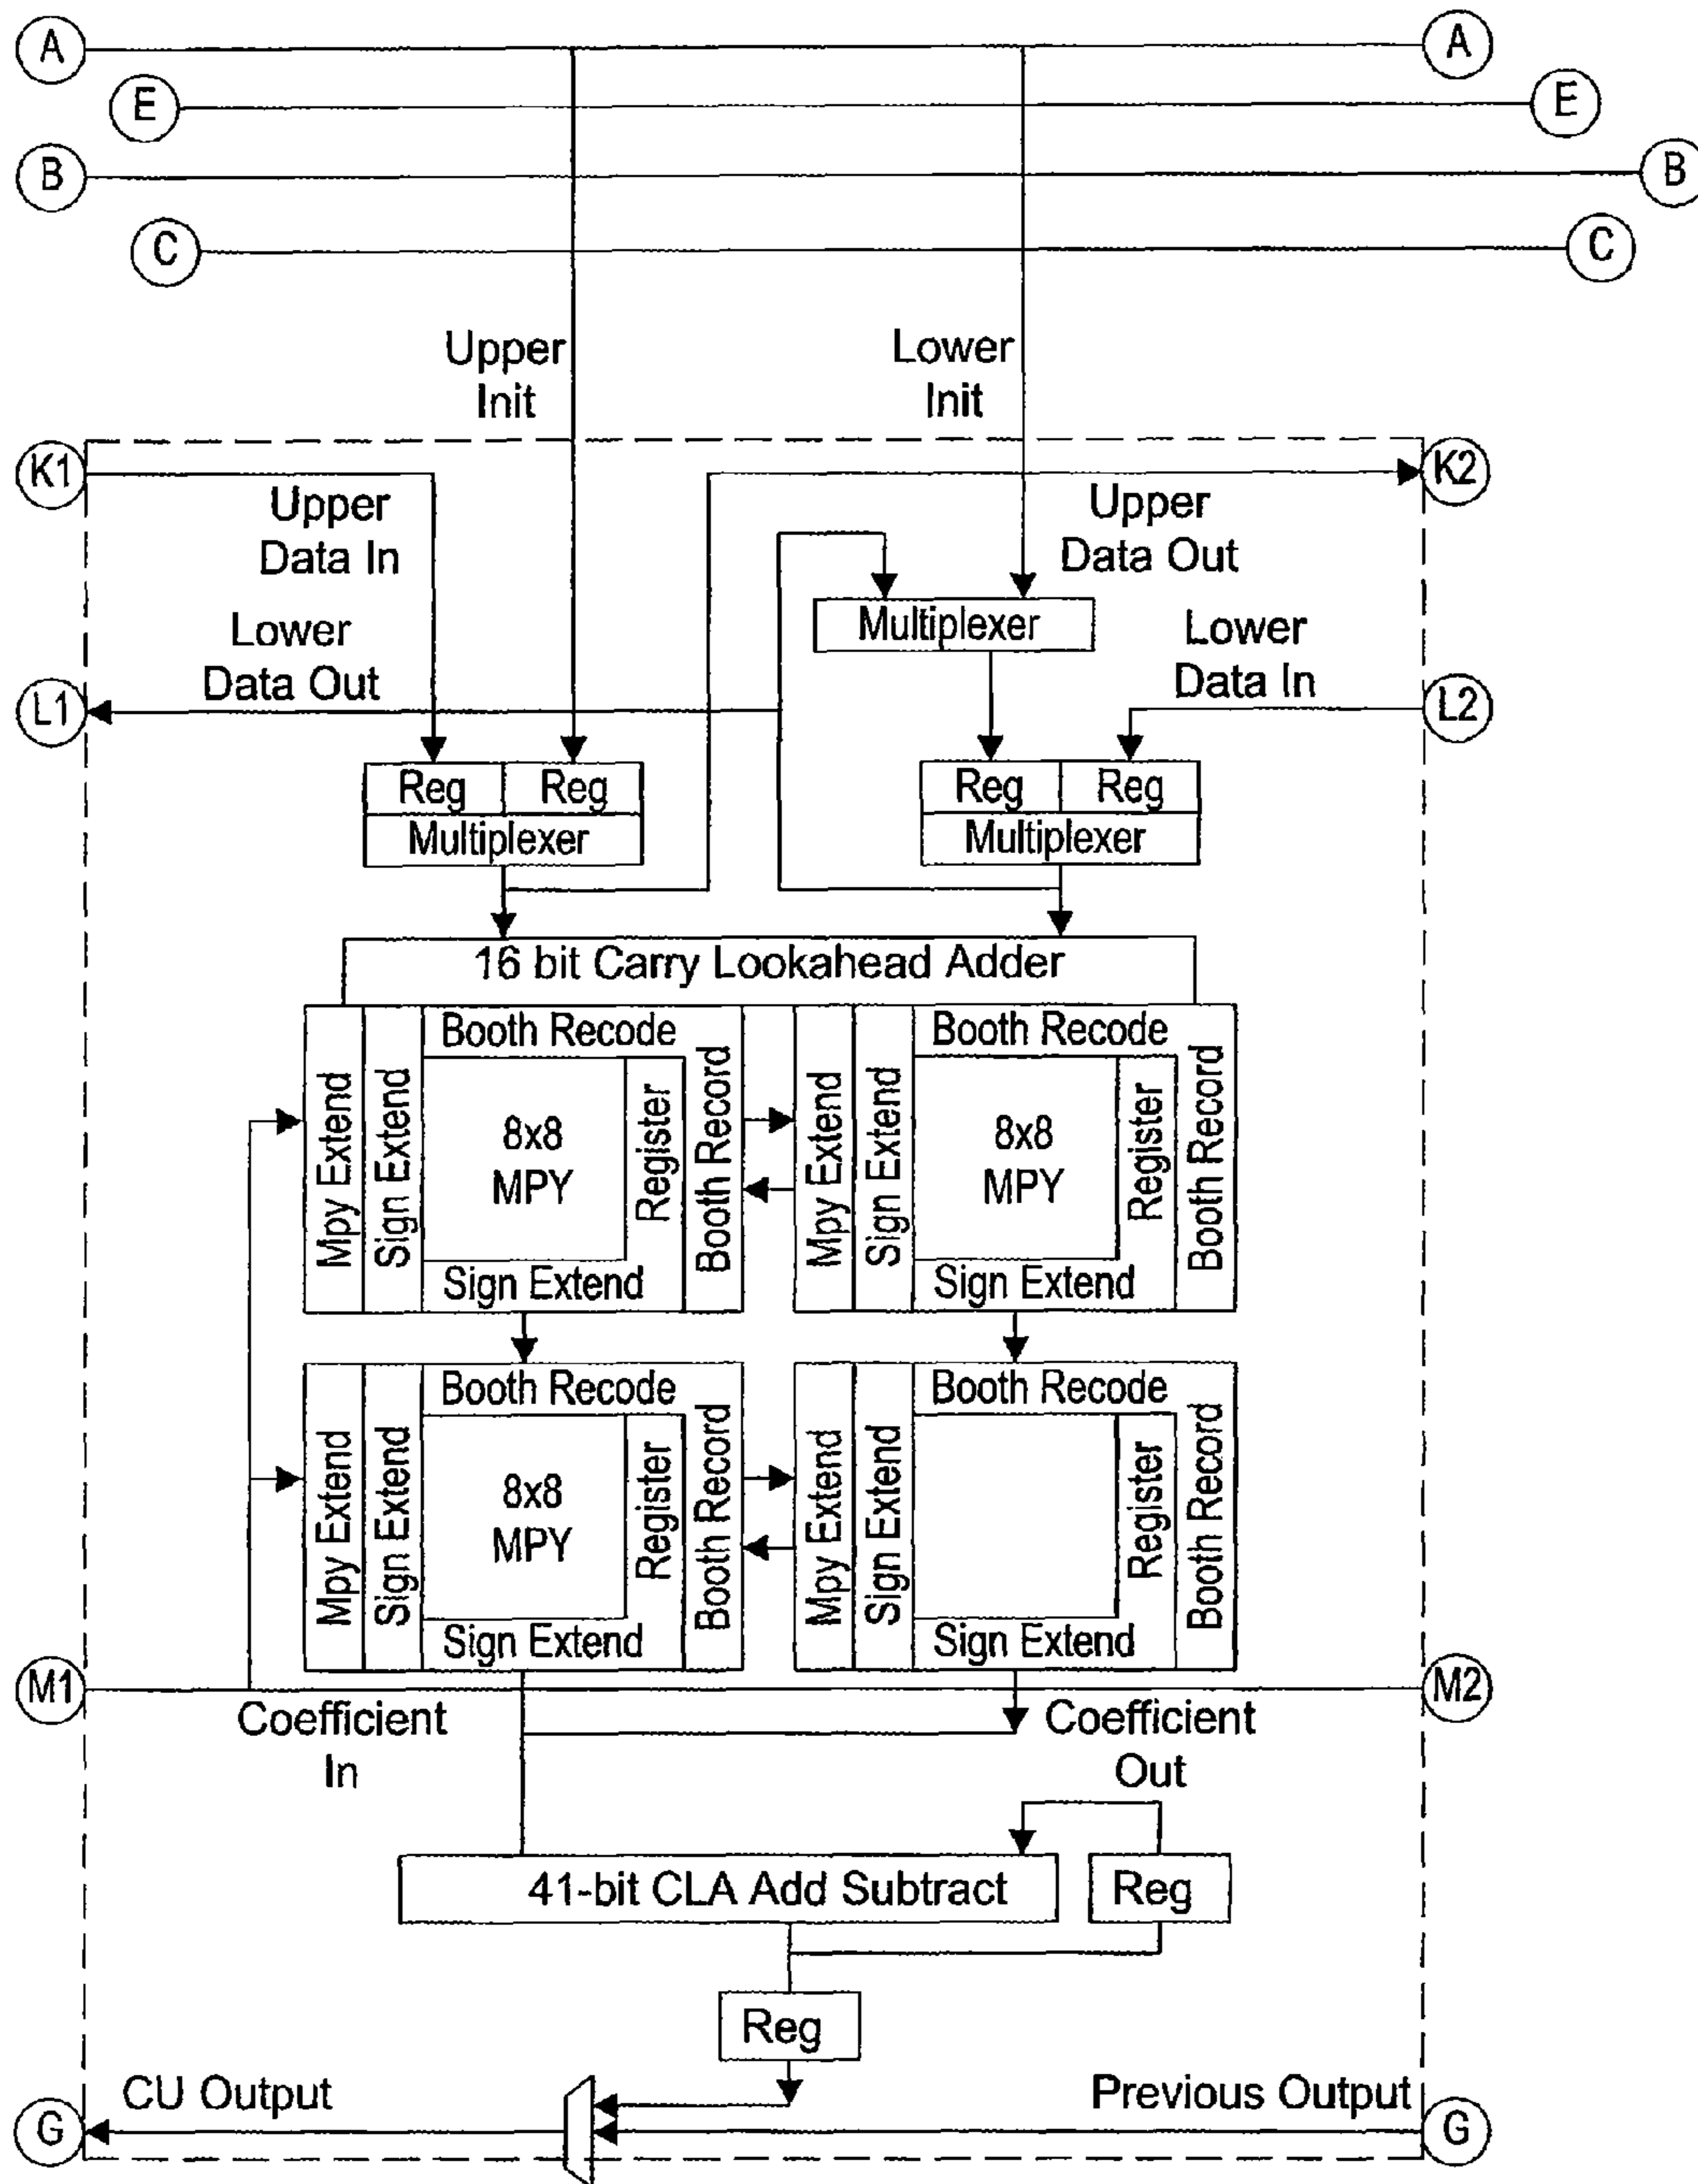 A
A
E
E
B
B
C
C
Upper
Init
Lower
Init
K1
K2
Upper
Data In
Upper
Data Out
Multiplexer
Lower
Data Out
Lower
Data In
L1
L2
Reg
Reg
Multiplexer
Reg
Reg
Multiplexer
16 bit Carry Lookahead Adder
Mpy Extend
Sign Extend
Booth Recode
8x8
MPY
Register
Booth Record
Sign Extend
Mpy Extend
Sign Extend
Booth Recode
8x8
MPY
Register
Booth Record
Sign Extend
Mpy Extend
Sign Extend
Booth Recode
8x8
MPY
Register
Booth Record
Sign Extend
Mpy Extend
Sign Extend
Booth Recode
Register
Booth Record
Sign Extend
M1
M2
Coefficient
In
Coefficient
Out
41-bit CLA Add Subtract
Reg
Reg
CU Output
Previous Output
G
G